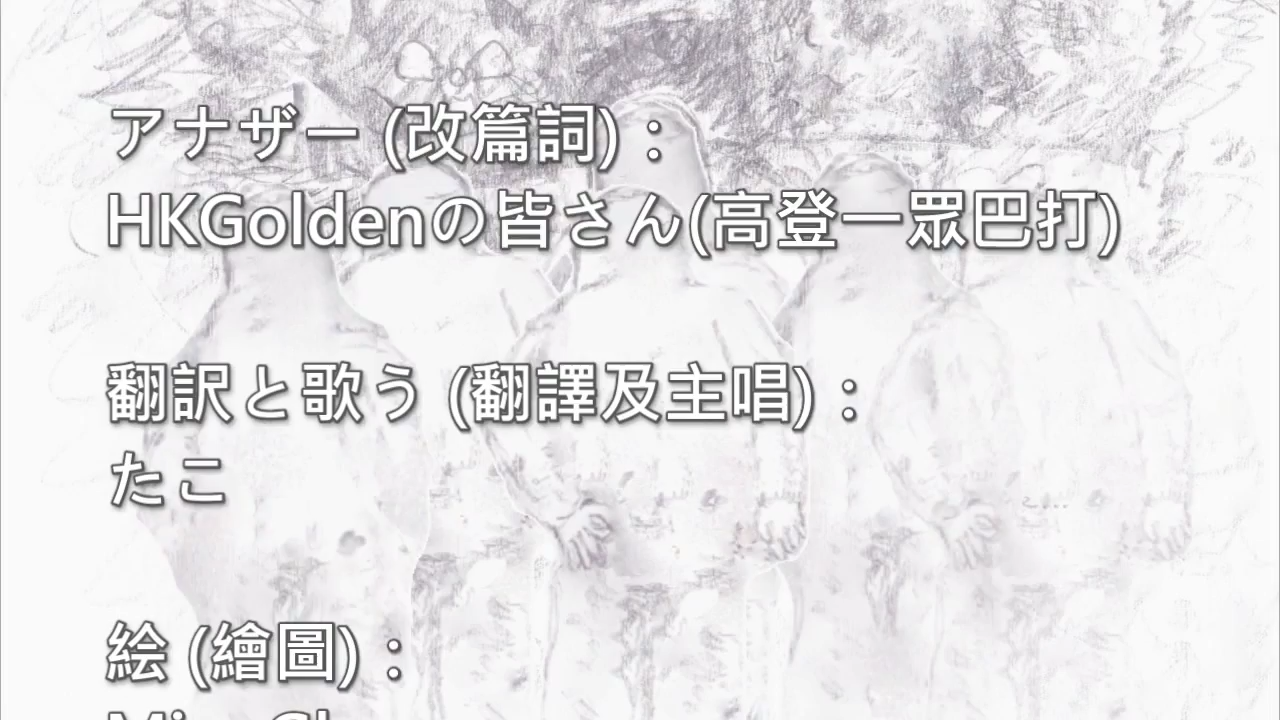 アナザー (改篇詞)：
HKGoldenの皆さん(高登一眾巴打)
翻訳と歌う (翻譯及主唱)：
たこ
絵 (繪圖)：